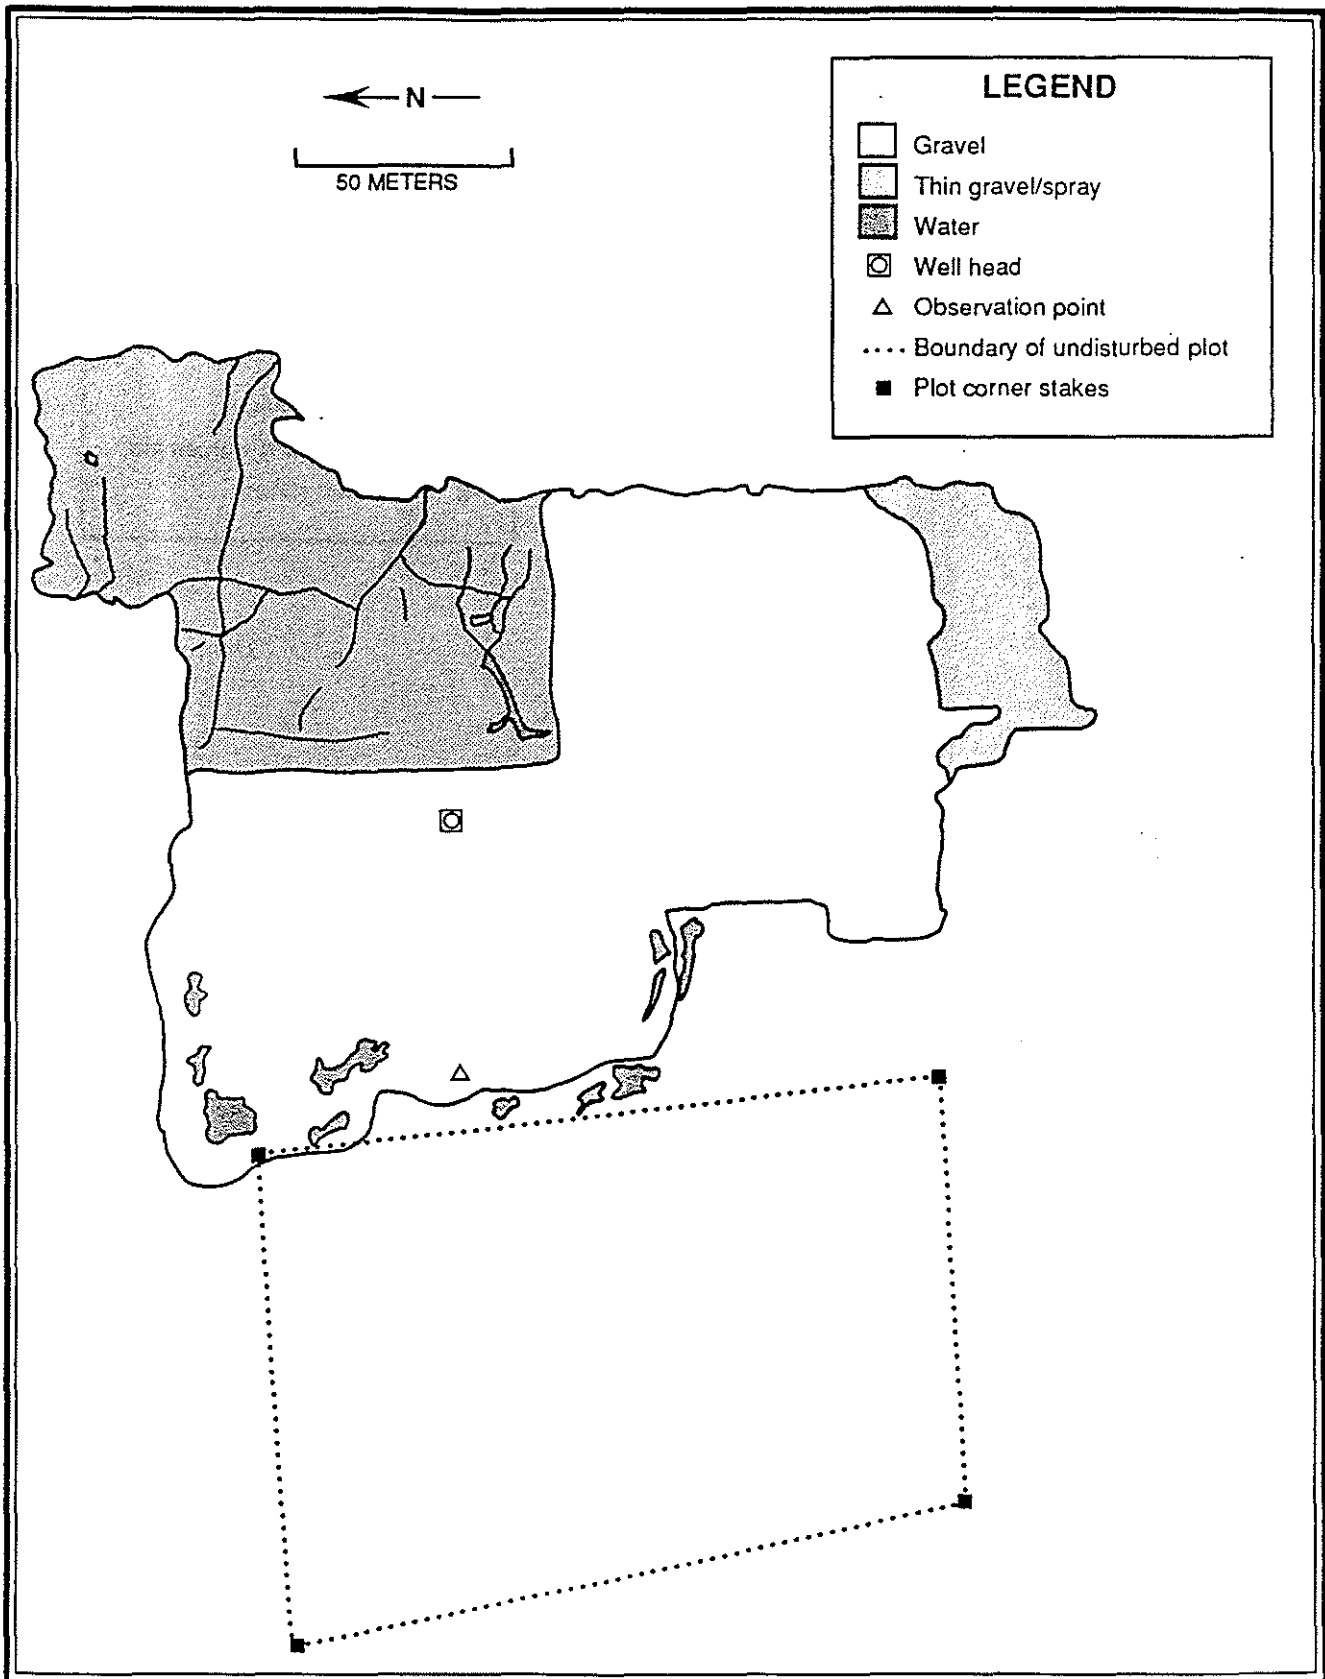 N
50 METERS
LEGEND
Gravel
Thin gravel/spray
Water
Well head
Observation point
Boundary of undisturbed plot
Plot corner stakes